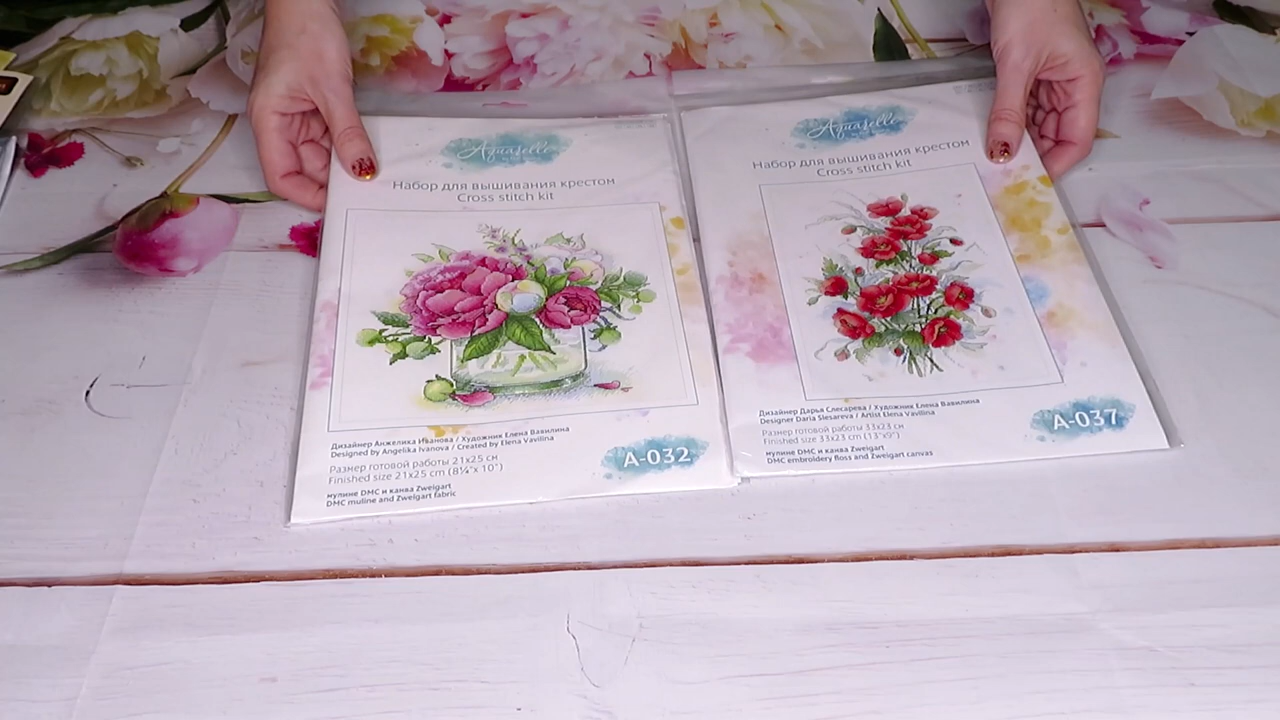 Aquarelle
Набор для вышивания крестом
Cross stitch kit
Дизайнер Анжелика Иванова / Художник Елена Вавилина
Designed by Angelika Ivanova / Created by Elena Vavilina
Размер готовой работы 21x25 см
Finished size 21x25 cm (8¼"x 10")
мулине DMC и канва Zweigart
DMC muline and Zweigart fabric
A-032
Aquarelle
Набор для вышивания крестом
Cross stitch kit
Дизайнер Дарья Слесарева / Художник Елена Вавилина
Designer Daria Slesareva / Artist Elena Vavilina
Размер готовой работы 33x23 см
Finished size 33x23 cm (13"x9")
мулине DMC и канва Zweigart
DMC embroidery floss and Zweigart canvas
A-037